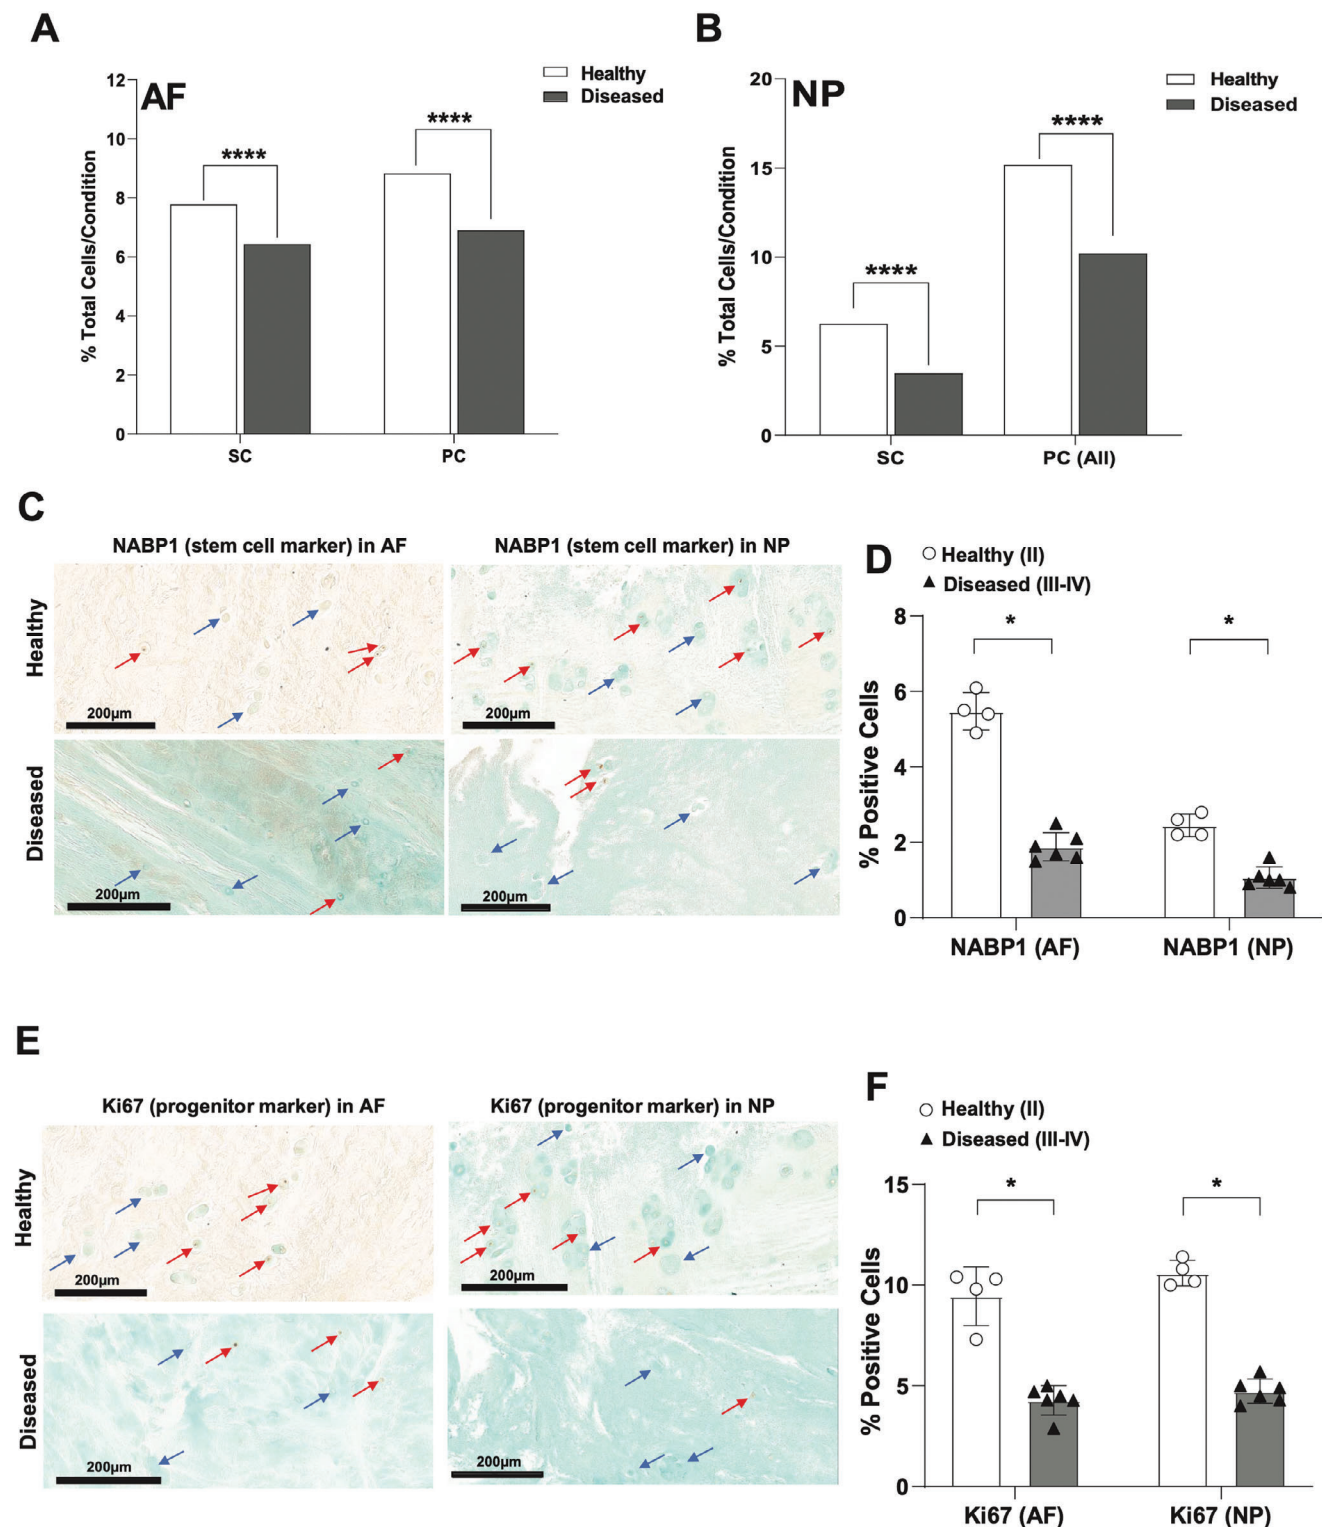 A
AF
Healthy
Diseased
% Total Cells/Condition
12
10
8
6
4
2
0
****
****
SC
PC
B
NP
Healthy
Diseased
% Total Cells/Condition
20
15
10
5
0
****
****
SC
PC (All)
C
NABP1 (stem cell marker) in AF
NABP1 (stem cell marker) in NP
Healthy
200µm
200µm
Diseased
200µm
200µm
D
Healthy (II)
Diseased (III-IV)
% Positive Cells
8
6
4
2
0
*
*
NABP1 (AF)
NABP1 (NP)
E
Ki67 (progenitor marker) in AF
Ki67 (progenitor marker) in NP
Healthy
200µm
200µm
Diseased
200µm
200µm
F
Healthy (II)
Diseased (III-IV)
% Positive Cells
15
10
5
0
*
*
Ki67 (AF)
Ki67 (NP)